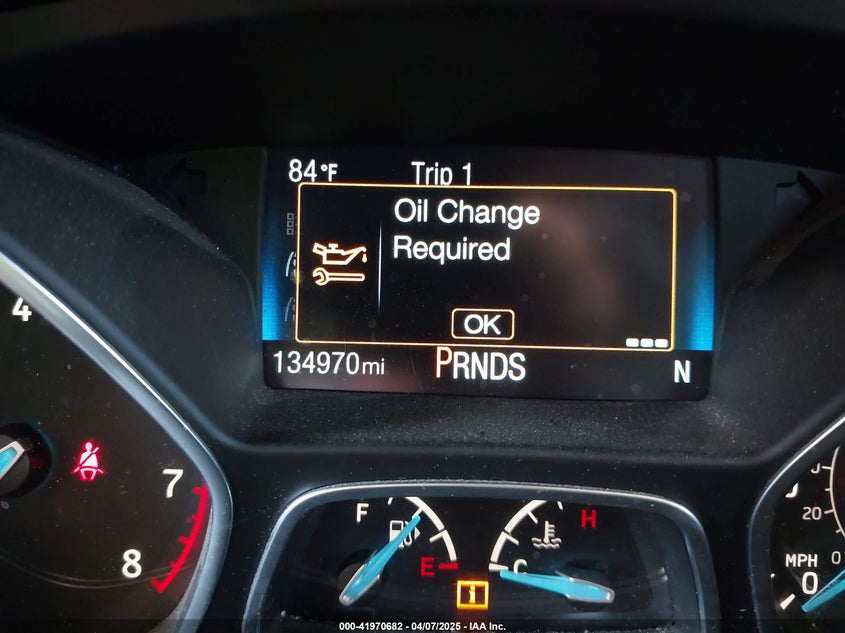 84°F Trip 1
Oil Change
Required
OK
134970mi PRNDS N
4
7
8
F
E
H
C
i
20
MPH
0
000-41970682 - 04/07/2025 - IAA Inc.